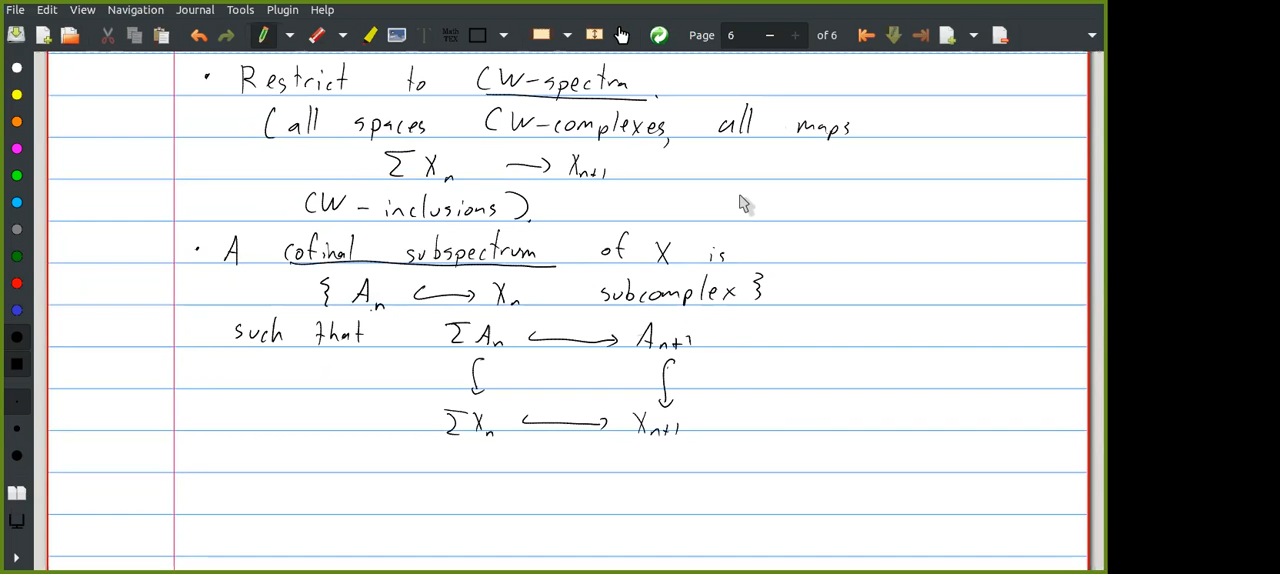 File Edit View Navigation Journal Tools Plugin Help
Page 6 of 6
• Restrict to CW-spectra.
(all spaces CW-complexes, all maps
ΣXₙ → Xₙ₊₁
CW-inclusions).
• A cofinal subspectrum of X is
{ Aₙ ↪ Xₙ subcomplex }
such that ΣAₙ ↪ Aₙ₊₁
ΣXₙ ↪ Xₙ₊₁